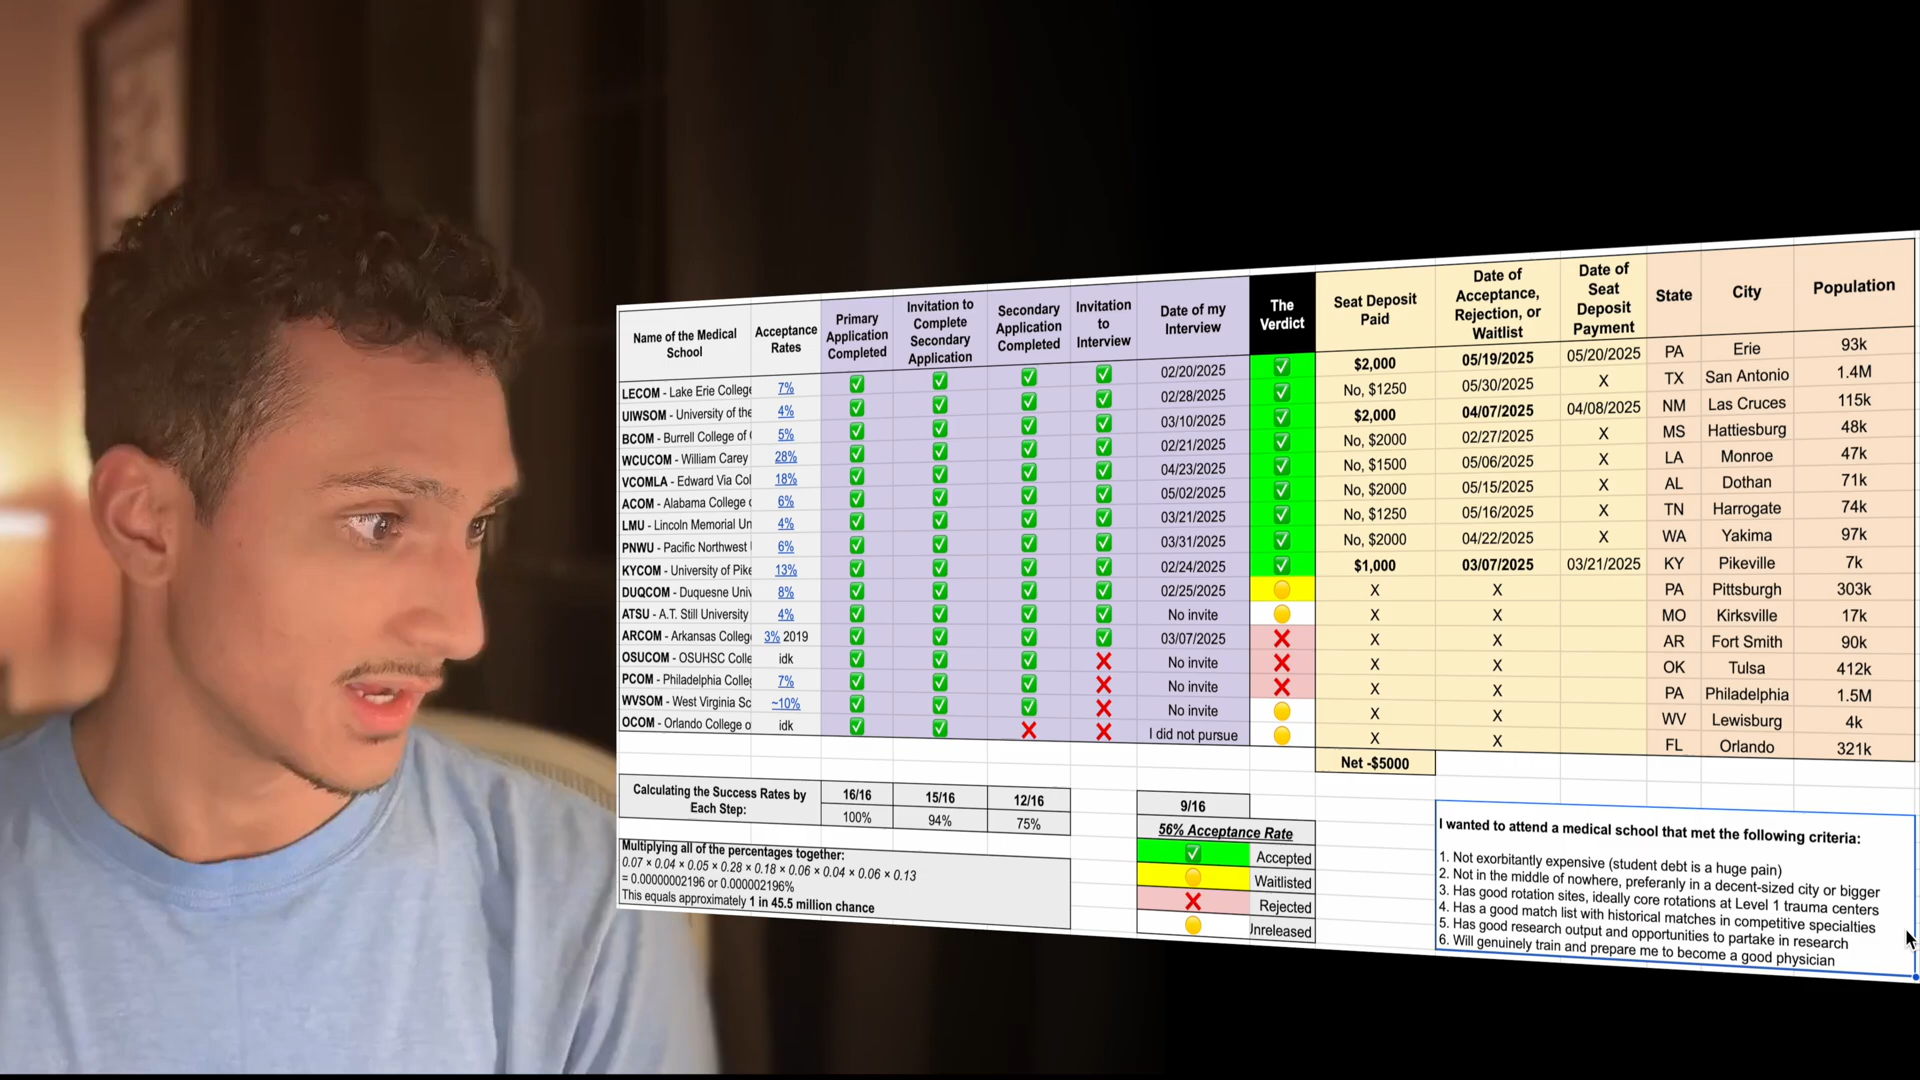 Name of the Medical School | Acceptance Rates | Primary Application Completed | Invitation to Complete Secondary Application | Secondary Application Completed | Invitation to Interview | Date of my Interview | The Verdict | Seat Deposit Paid | Date of Acceptance, Rejection, or Waitlist | Date of Seat Deposit Payment | State | City | Population
LECOM - Lake Erie College | 7% | ✅ | ✅ | ✅ | ✅ | 02/20/2025 | ✅ | $2,000 | 05/19/2025 | 05/20/2025 | PA | Erie | 93k
UIWSOM - University of the | 4% | ✅ | ✅ | ✅ | ✅ | 02/28/2025 | ✅ | No, $1250 | 05/30/2025 | X | TX | San Antonio | 1.4M
BCOM - Burrell College of | 5% | ✅ | ✅ | ✅ | ✅ | 03/10/2025 | ✅ | $2,000 | 04/07/2025 | 04/08/2025 | NM | Las Cruces | 115k
WCUCOM - William Carey | 28% | ✅ | ✅ | ✅ | ✅ | 02/21/2025 | ✅ | No, $2000 | 02/27/2025 | X | MS | Hattiesburg | 48k
VCOMLA - Edward Via Col | 18% | ✅ | ✅ | ✅ | ✅ | 04/23/2025 | ✅ | No, $1500 | 05/06/2025 | X | LA | Monroe | 47k
ACOM - Alabama College | 6% | ✅ | ✅ | ✅ | ✅ | 05/02/2025 | ✅ | No, $2000 | 05/15/2025 | X | AL | Dothan | 71k
LMU - Lincoln Memorial Un | 4% | ✅ | ✅ | ✅ | ✅ | 03/21/2025 | ✅ | No, $1250 | 05/16/2025 | X | TN | Harrogate | 74k
PNWU - Pacific Northwest | 6% | ✅ | ✅ | ✅ | ✅ | 03/31/2025 | ✅ | No, $2000 | 04/22/2025 | X | WA | Yakima | 97k
KYCOM - University of Pike | 13% | ✅ | ✅ | ✅ | ✅ | 02/24/2025 | ✅ | $1,000 | 03/07/2025 | 03/21/2025 | KY | Pikeville | 7k
DUQCOM - Duquesne Univ | 8% | ✅ | ✅ | ✅ | ✅ | 02/25/2025 | 🟡 | X | X | PA | Pittsburgh | 303k
ATSU - A.T. Still University | 4% | ✅ | ✅ | ✅ | ✅ | No invite | 🟡 | X | X | MO | Kirksville | 17k
ARCOM - Arkansas Colleg | 3% 2019 | ✅ | ✅ | ✅ | ✅ | 03/07/2025 | ❌ | X | X | AR | Fort Smith | 90k
OSUCOM - OSUHSC Colle | idk | ✅ | ✅ | ✅ | ❌ | No invite | ❌ | X | X | OK | Tulsa | 412k
PCOM - Philadelphia Colleg | 7% | ✅ | ✅ | ✅ | ❌ | No invite | ❌ | X | X | PA | Philadelphia | 1.5M
WVSOM - West Virginia Sc | ~10% | ✅ | ✅ | ✅ | ❌ | No invite | 🟡 | X | X | WV | Lewisburg | 4k
OCOM - Orlando College o | idk | ✅ | ✅ | ❌ | ❌ | I did not pursue | 🟡 | X | X | FL | Orlando | 321k
Net -$5000
Calculating the Success Rates by Each Step: | 16/16 | 15/16 | 12/16 | 9/16
100% | 94% | 75% | 56% Acceptance Rate
✅ Accepted
🟡 Waitlisted
❌ Rejected
🟡 Unreleased
Multiplying all of the percentages together:
0.07 × 0.04 × 0.05 × 0.28 × 0.18 × 0.06 × 0.04 × 0.06 × 0.13
= 0.00000002196 or 0.000002196%
This equals approximately 1 in 45.5 million chance
I wanted to attend a medical school that met the following criteria:
1. Not exorbitantly expensive (student debt is a huge pain)
2. Not in the middle of nowhere, preferanly in a decent-sized city or bigger
3. Has good rotation sites, ideally core rotations at Level 1 trauma centers
4. Has a good match list with historical matches in competitive specialties
5. Has good research output and opportunities to partake in research
6. Will genuinely train and prepare me to become a good physician